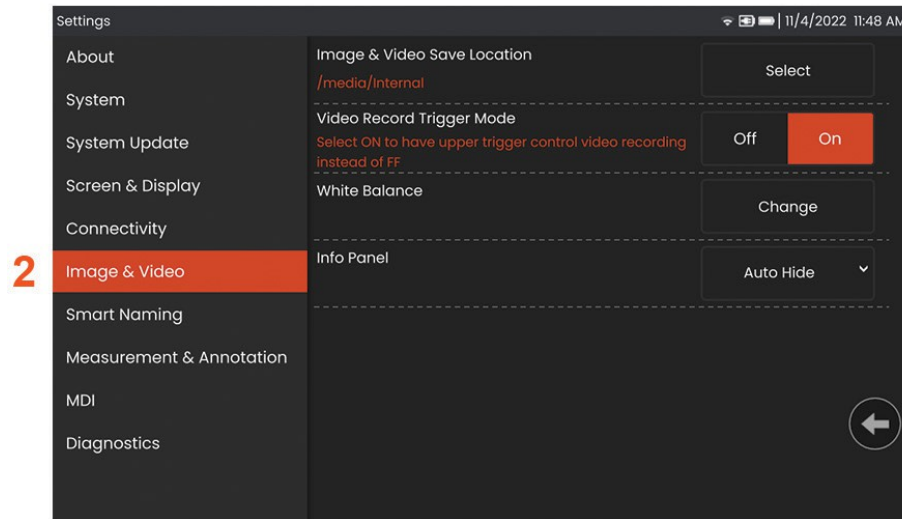 Settings
11/4/2022 11:48 AM
About
System
System Update
Screen & Display
Connectivity
2
Image & Video
Smart Naming
Measurement & Annotation
MDI
Diagnostics
Image & Video Save Location
/media/Internal
Select
Video Record Trigger Mode
Select ON to have upper trigger control video recording
instead of FF
Off
On
White Balance
Change
Info Panel
Auto Hide